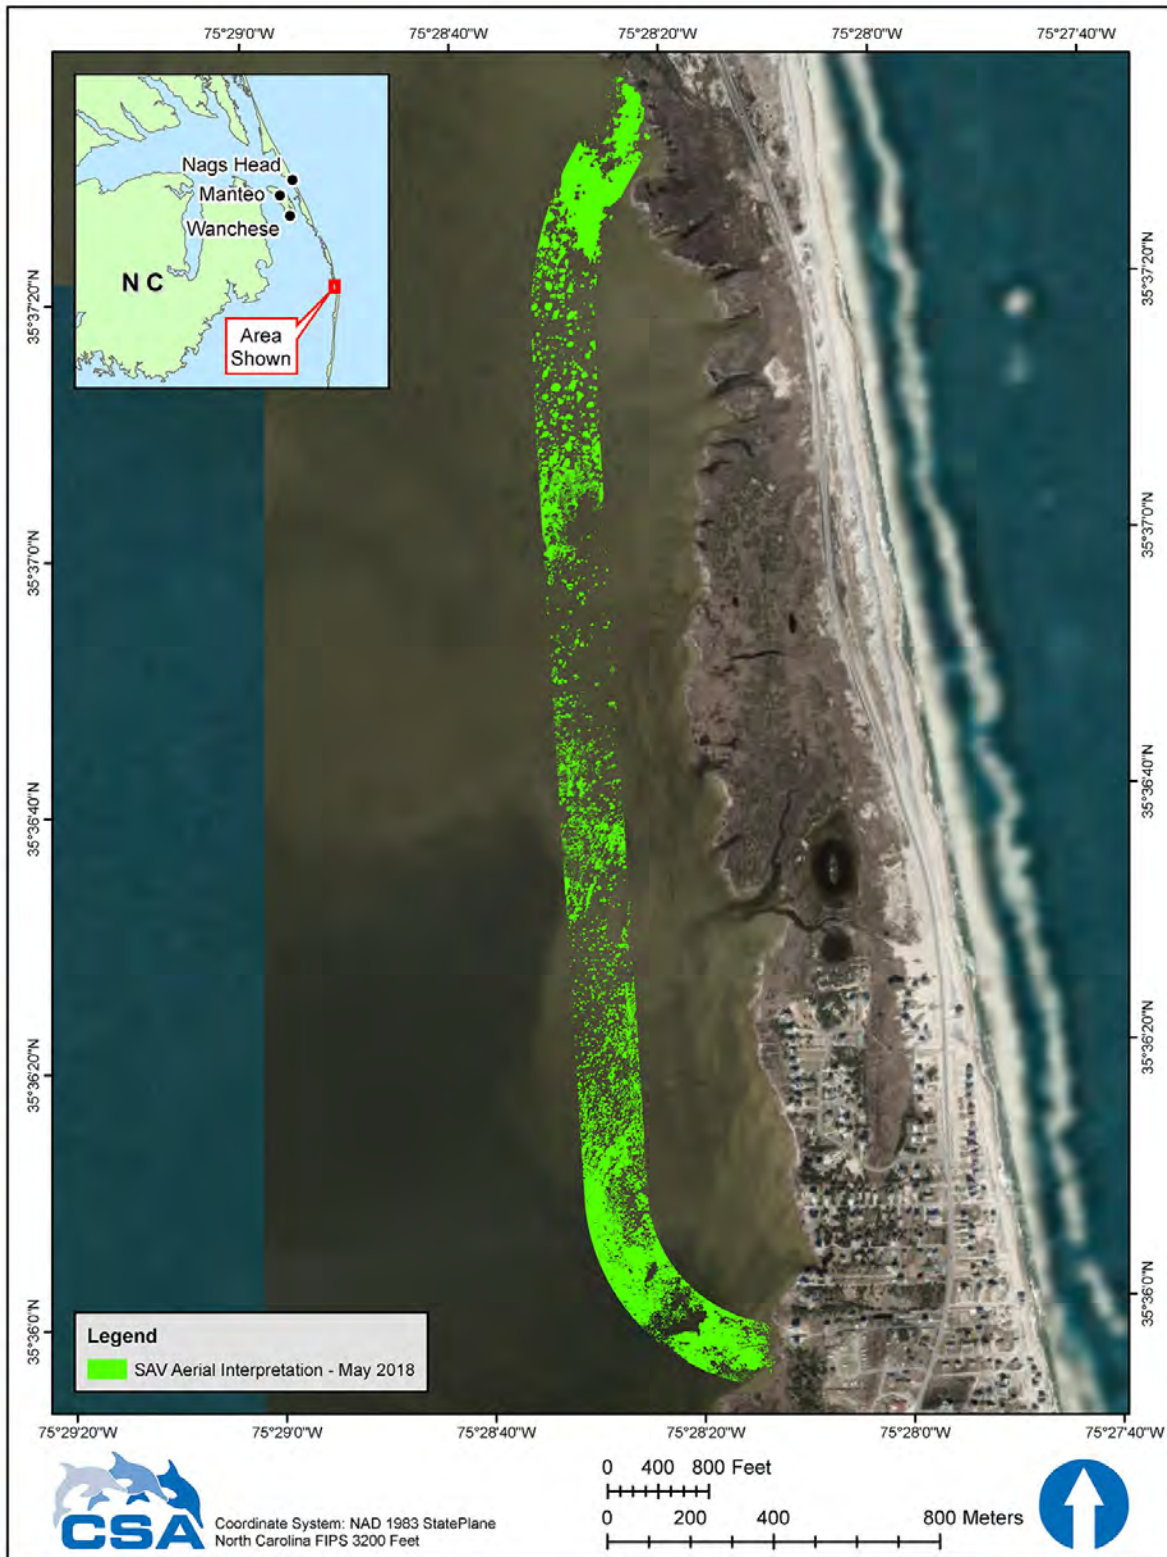 75°29'0"W 75°28'40"W 75°28'20"W 75°28'0"W 75°27'40"W
Nags Head
Manteo
Wanchese
N C
Area
Shown
35°37'20"N
35°37'0"N
35°36'40"N
35°36'20"N
35°36'0"N
35°37'20"N
35°37'0"N
35°36'40"N
35°36'20"N
35°36'0"N
Legend
SAV Aerial Interpretation - May 2018
75°29'20"W 75°29'0"W 75°28'40"W 75°28'20"W 75°28'0"W 75°27'40"W
CSA
Coordinate System: NAD 1983 StatePlane
North Carolina FIPS 3200 Feet
0 400 800 Feet
0 200 400 800 Meters